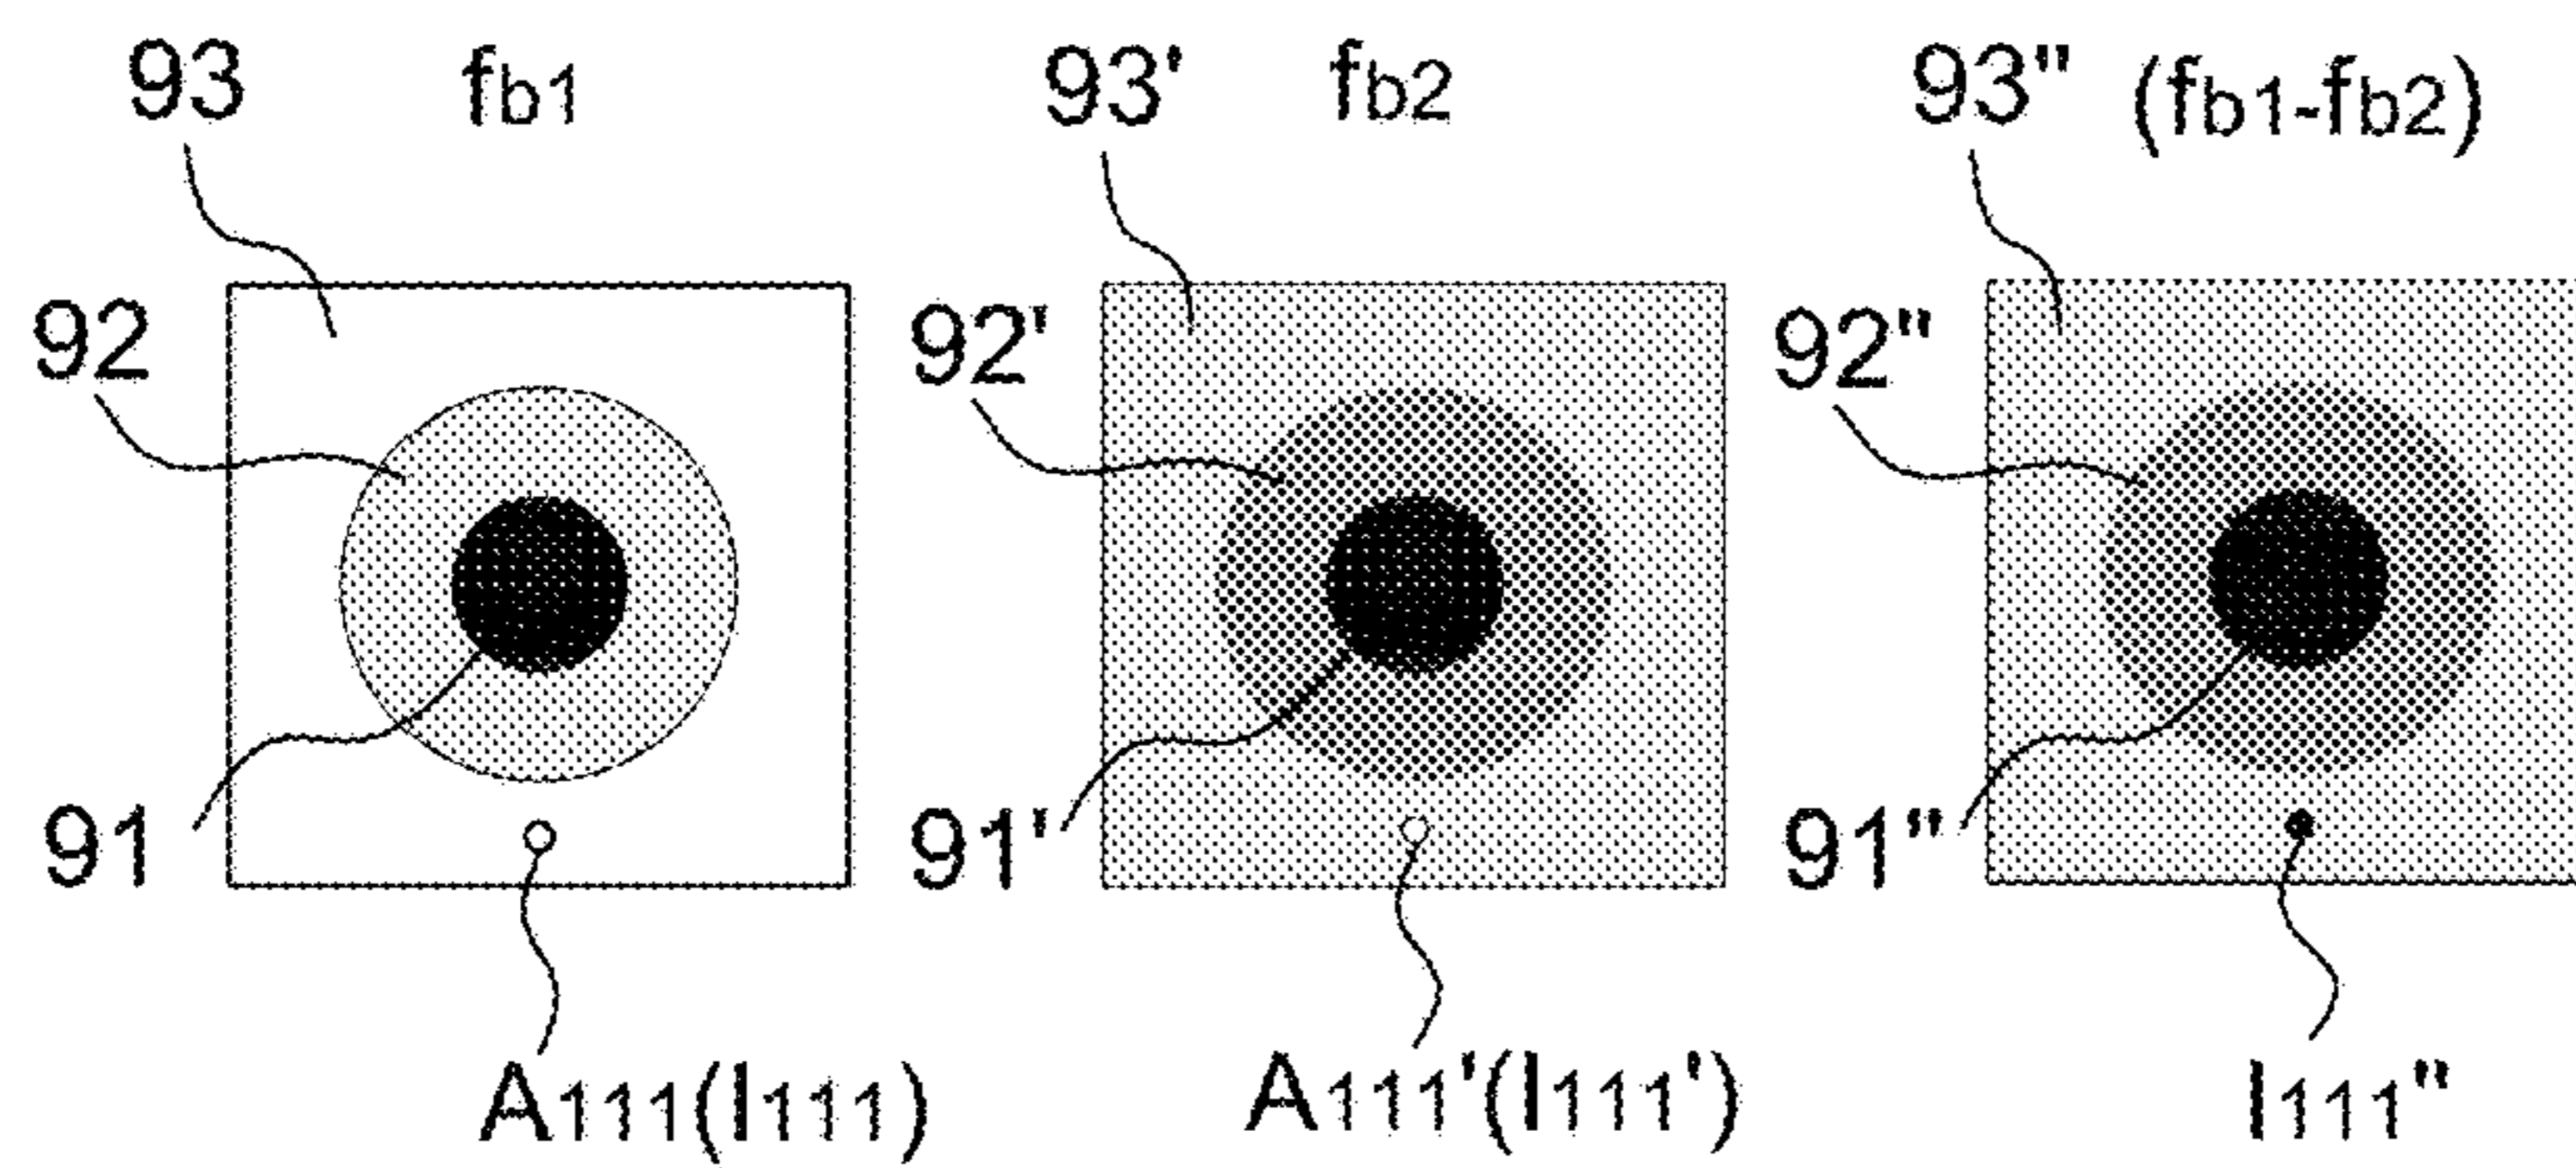 93 fb1 93' fb2 93" (fb1-fb2)
92 92' 92"
91 91' 91"
A111(I111) A111'(I111') I111"